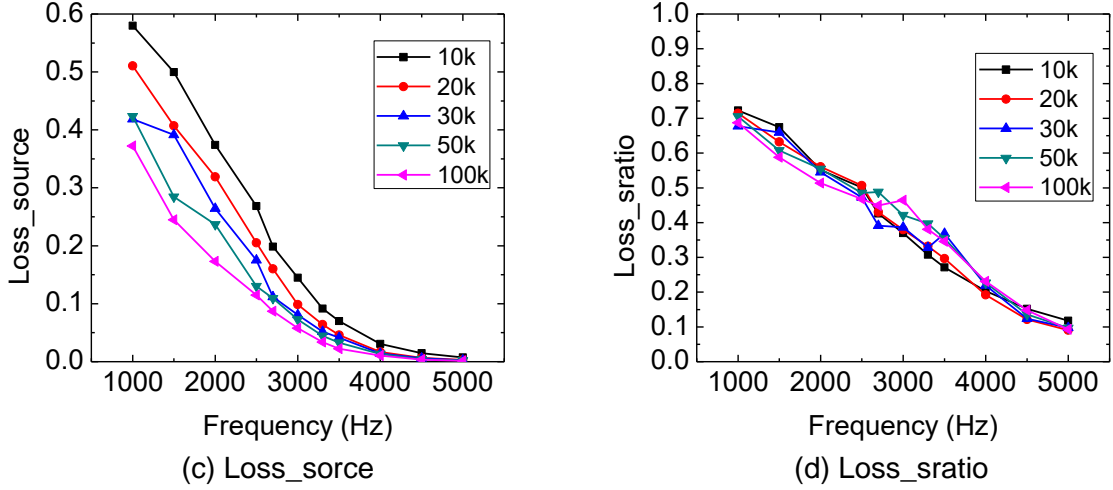 0.6
0.5
0.4
0.3
0.2
0.1
0.0
Loss_source
10k
20k
30k
50k
100k
1000 2000 3000 4000 5000
Frequency (Hz)
(c) Loss_sorce
1.0
0.9
0.8
0.7
0.6
0.5
0.4
0.3
0.2
0.1
0.0
Loss_sratio
10k
20k
30k
50k
100k
1000 2000 3000 4000 5000
Frequency (Hz)
(d) Loss_sratio